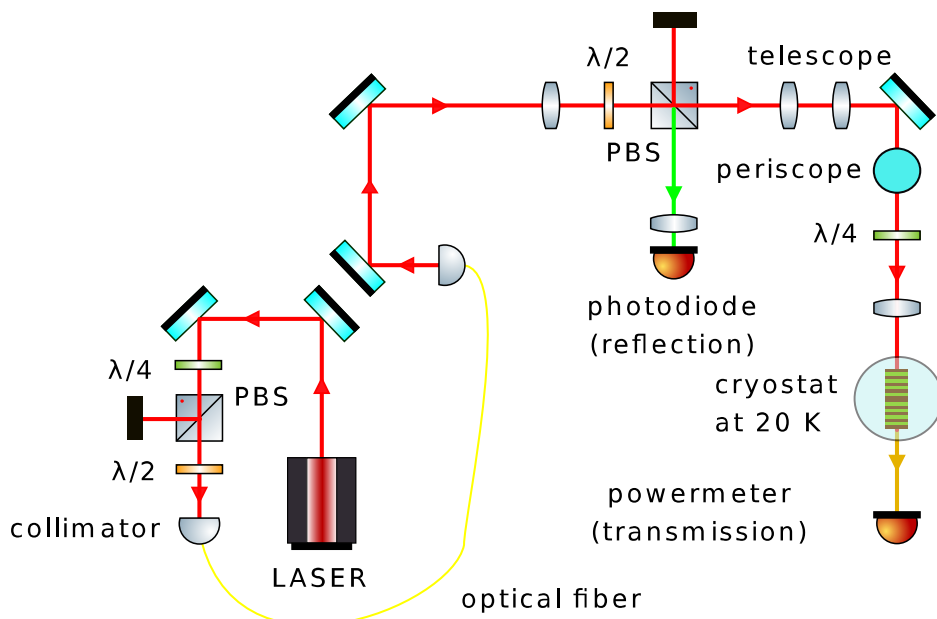 λ/2
telescope
PBS
periscope
λ/4
photodiode
(reflection)
λ/4
PBS
cryostat
at 20 K
λ/2
collimator
powermeter
(transmission)
LASER
optical fiber